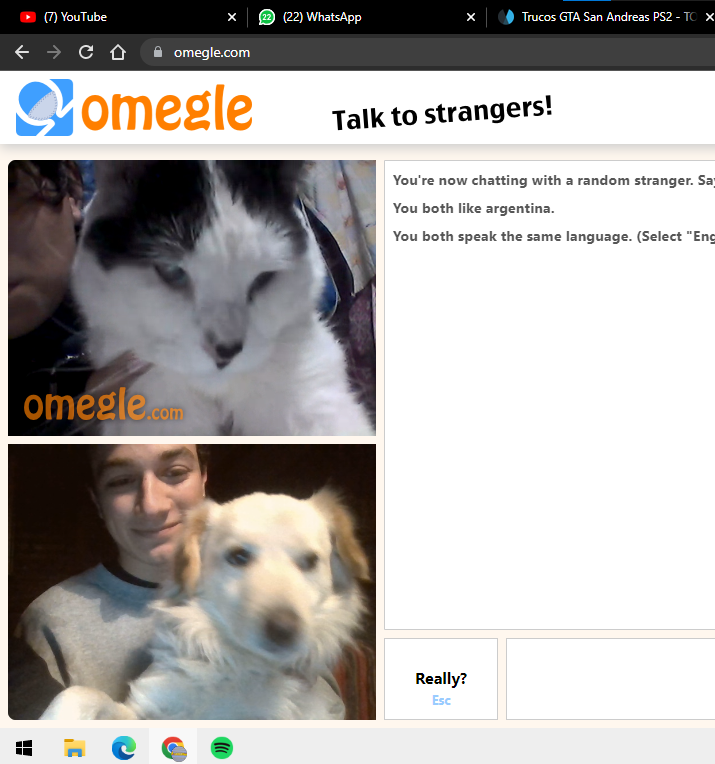 (7) YouTube
(22) WhatsApp
Trucos GTA San Andreas PS2 - TO
omegle.com
omegle
Talk to strangers!
You're now chatting with a random stranger. Say
You both like argentina.
You both speak the same language. (Select "Eng
omegle.com
Really?
Esc